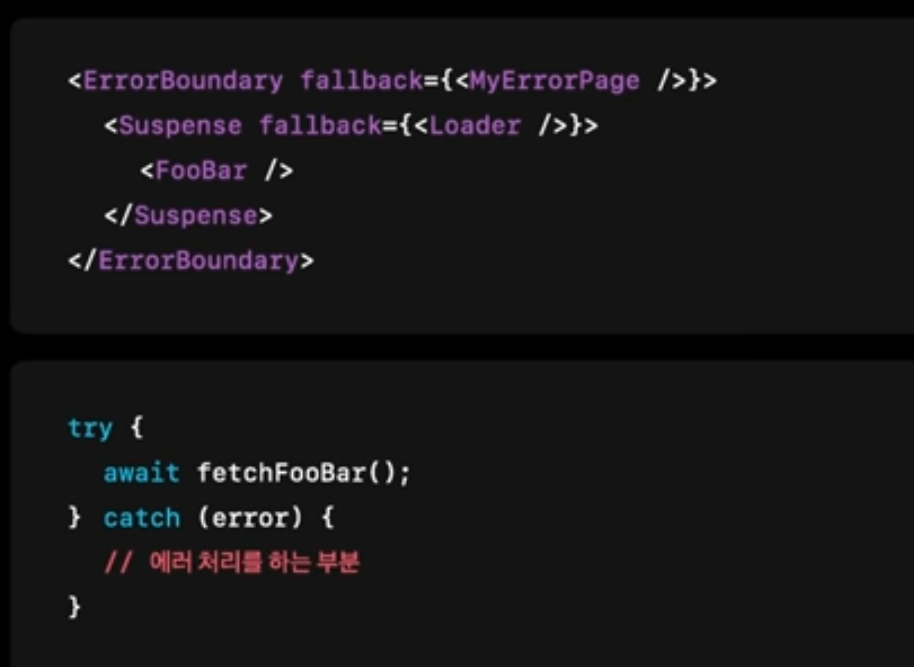 <ErrorBoundary fallback={<MyErrorPage />}>
<Suspense fallback={<Loader />}>
<FooBar />
</Suspense>
</ErrorBoundary>
try {
await fetchFooBar();
} catch (error) {
// 에러 처리를 하는 부분
}